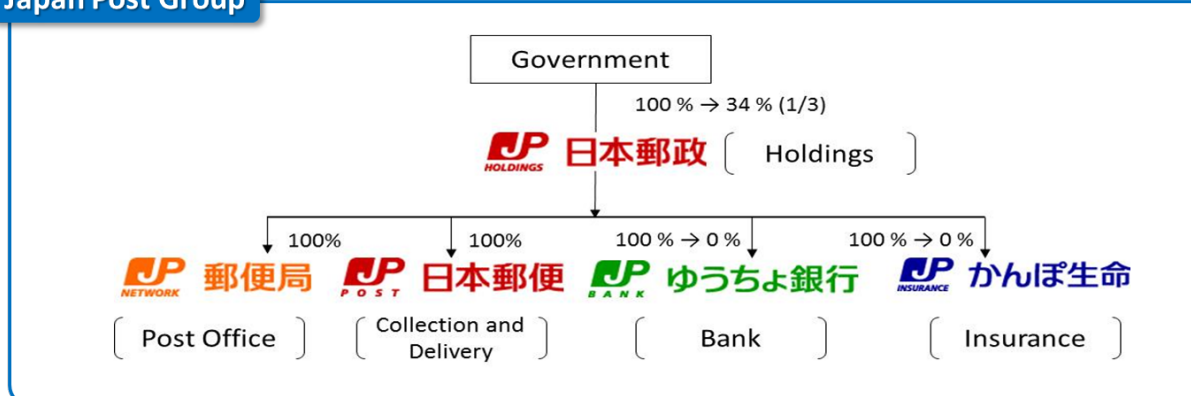 Japan Post Group
Government
100 % → 34 % (1/3)
JP HOLDINGS 日本郵政 Holdings
100% 100% 100 % → 0 % 100 % → 0 %
JP NETWORK 郵便局
JP POST 日本郵便
JP BANK ゆうちょ銀行
JP INSURANCE かんぽ生命
Post Office
Collection and
Delivery
Bank
Insurance